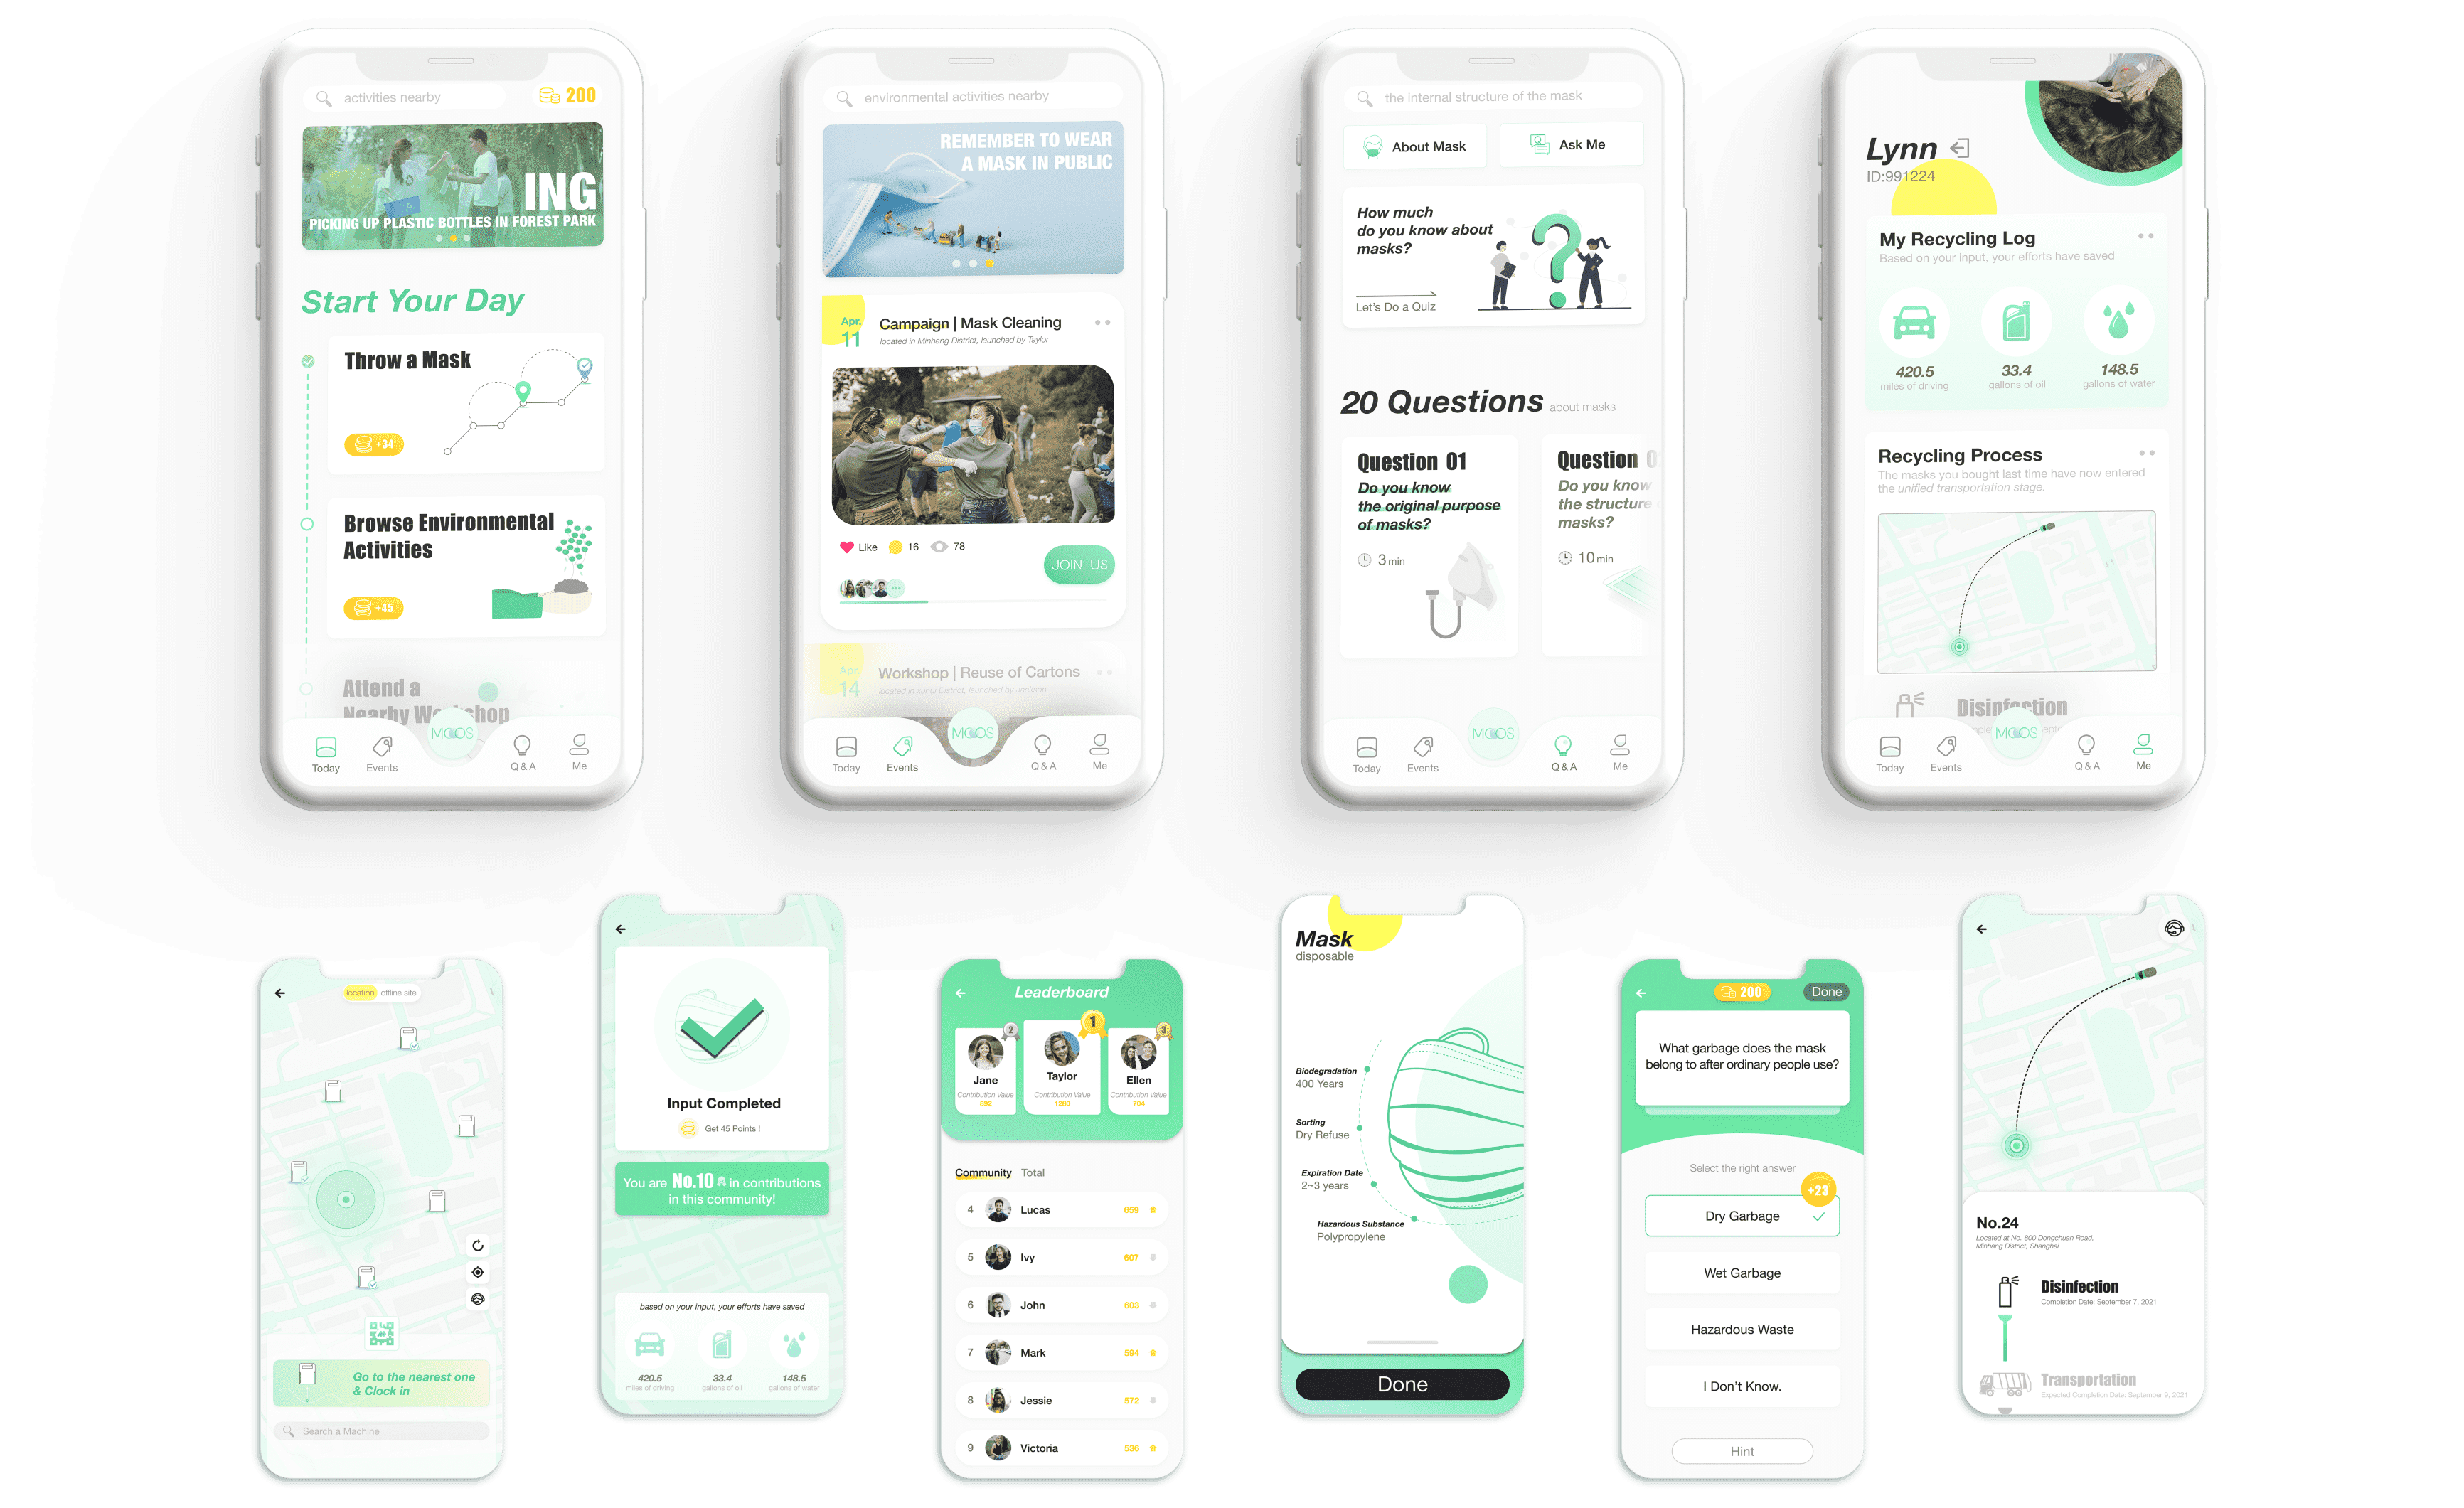 activities nearby
200
ING
PICKING UP PLASTIC BOTTLES IN FOREST PARK
Start Your Day
Throw a Mask
+34
Browse Environmental
Activities
+45
Attend a
Nearby Workshop
MOOS
Today
Events
Q & A
Me
environmental activities nearby
REMEMBER TO WEAR
A MASK IN PUBLIC
Apr.
11
Campaign | Mask Cleaning
located in Minhang District, launched by Taylor
Like
16
78
JOIN US
Apr.
14
Workshop | Reuse of Cartons
located in xuhui District, launched by Jackson
MOOS
Today
Events
Q & A
Me
the internal structure of the mask
About Mask
Ask Me
How much
do you know about
masks?
Let's Do a Quiz
20 Questions about masks
Question 01
Do you know
the original purpose
of masks?
3 min
Question 0
Do you know
the structure
masks?
10 min
MOOS
Today
Events
Q & A
Me
Lynn
ID:991224
My Recycling Log
Based on your input, your efforts have saved
420.5
miles of driving
33.4
gallons of oil
148.5
gallons of water
Recycling Process
The masks you bought last time have now entered
the unified transportation stage.
Disinfection
MOOS
Today
Events
Q & A
Me
location
offline site
Go to the nearest one
& Clock in
Search a Machine
Input Completed
Get 45 Points !
You are No.10 in contributions
in this community!
based on your input, your efforts have saved
420.5
miles of driving
33.4
gallons of oil
148.5
gallons of water
Leaderboard
2
Jane
Contribution Value
892
1
Taylor
Contribution Value
1280
3
Ellen
Contribution Value
704
Community
Total
4 Lucas 659
5 Ivy 607
6 John 603
7 Mark 594
8 Jessie 572
9 Victoria 536
Mask
disposable
Biodegradation
400 Years
Sorting
Dry Refuse
Expiration Date
2~3 years
Hazardous Substance
Polypropylene
Done
200
Done
What garbage does the mask
belong to after ordinary people use?
Select the right answer
+23
Dry Garbage
Wet Garbage
Hazardous Waste
I Don't Know.
Hint
No.24
Located at No. 800 Dongchuan Road,
Minhang District, Shanghai
Disinfection
Completion Date: September 7, 2021
Transportation
Expected Completion Date: September 9, 2021